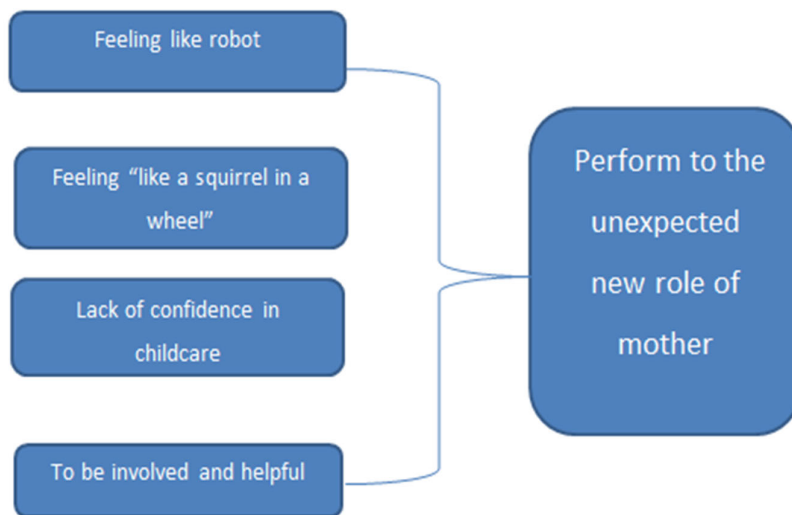 Feeling like robot
Feeling “like a squirrel in a
wheel”
Lack of confidence in
childcare
To be involved and helpful
Perform to the
unexpected
new role of
mother